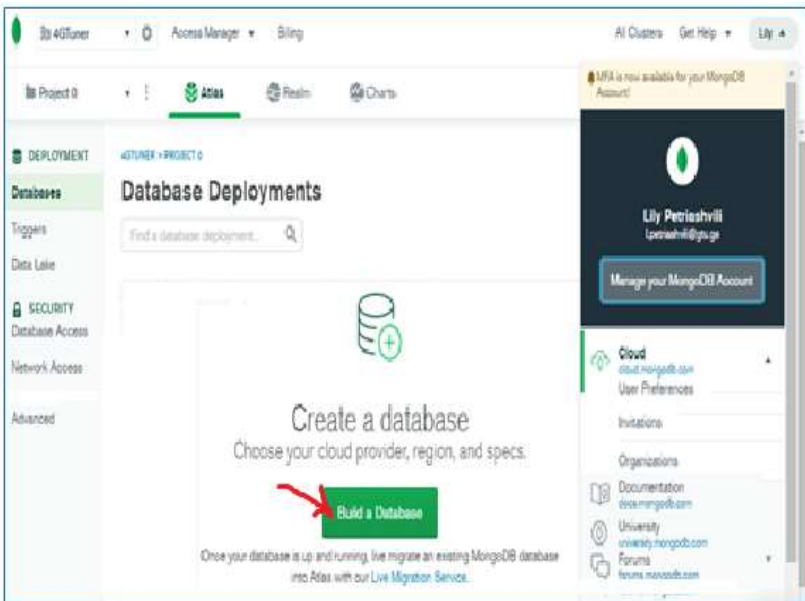 4GTuner
Access Manager
Billing
All Clusters
Get Help
Lily
Project 0
Atlas
Realm
Charts
MFA is now available for your MongoDB
Account!
DEPLOYMENT
Databases
Triggers
Data Lake
SECURITY
Database Access
Network Access
Advanced
4GTUNER > PROJECT 0
Database Deployments
Find a database deployment...
Create a database
Choose your cloud provider, region, and specs.
Build a Database
Once your database is up and running, live migrate an existing MongoDB database
into Atlas with our Live Migration Service.
Lily Petriashvili
l.petriashvili@gtu.ge
Manage your MongoDB Account
Cloud
cloud.mongodb.com
User Preferences
Invitations
Organizations
Documentation
docs.mongodb.com
University
university.mongodb.com
Forums
forums.mongodb.com